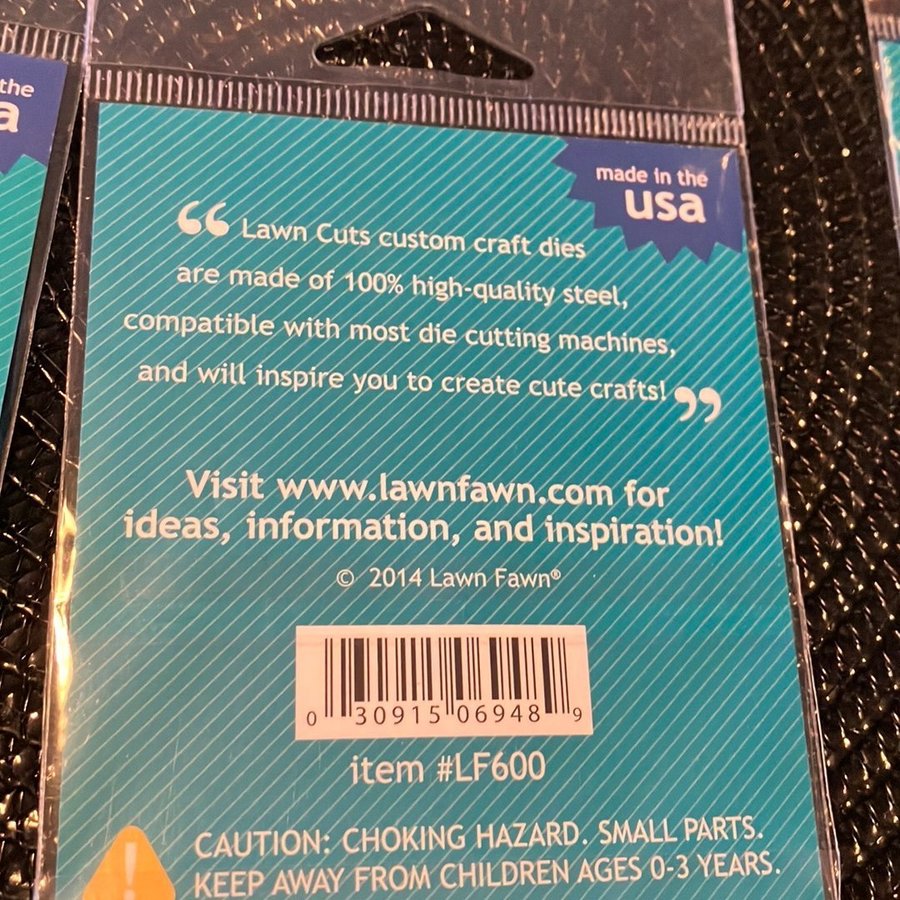 the
a
made in the
usa
“ Lawn Cuts custom craft dies
are made of 100% high-quality steel,
compatible with most die cutting machines,
and will inspire you to create cute crafts! ”
Visit www.lawnfawn.com for
ideas, information, and inspiration!
© 2014 Lawn Fawn®
0 30915 06948 9
item #LF600
!
CAUTION: CHOKING HAZARD. SMALL PARTS.
KEEP AWAY FROM CHILDREN AGES 0-3 YEARS.